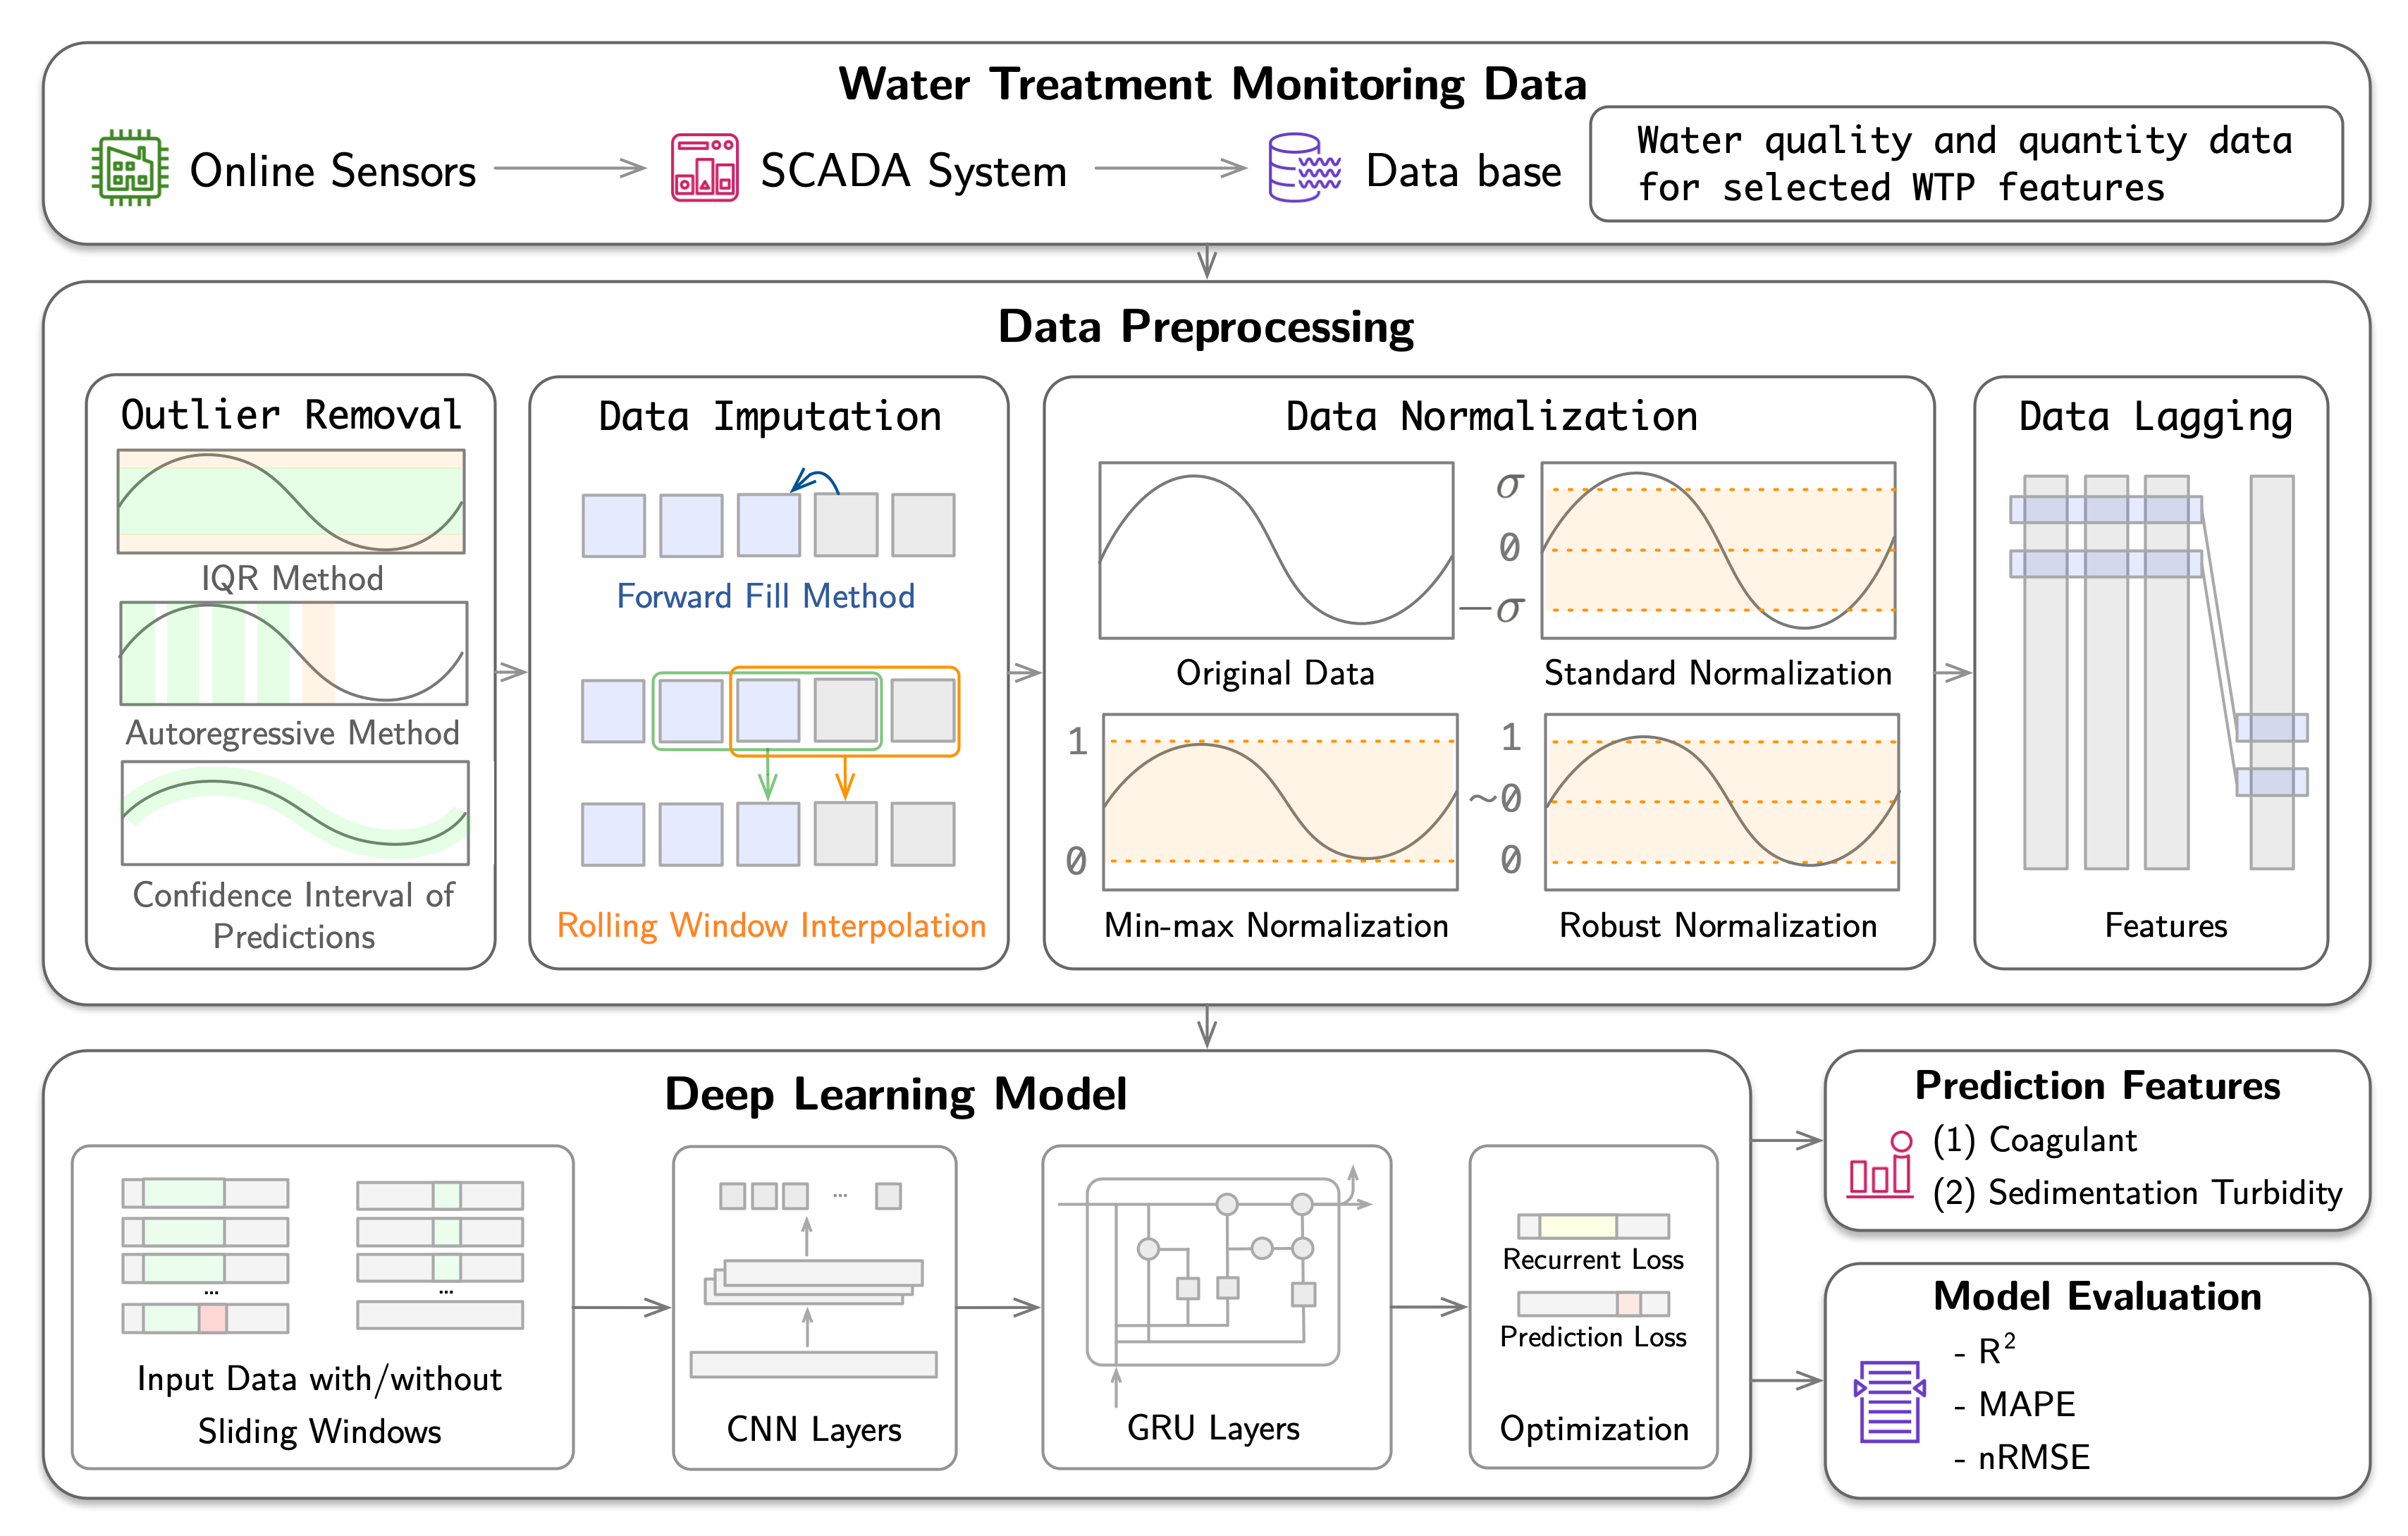 Water Treatment Monitoring Data
Online Sensors
SCADA System
Data base
Water quality and quantity data
for selected WTP features
Data Preprocessing
Outlier Removal
IQR Method
Autoregressive Method
Confidence Interval of
Predictions
Data Imputation
Forward Fill Method
Rolling Window Interpolation
Data Normalization
Original Data
σ
0
−σ
Standard Normalization
1
0
Min-max Normalization
1
~0
0
Robust Normalization
Data Lagging
Features
Deep Learning Model
...
...
Input Data with/without
Sliding Windows
...
CNN Layers
GRU Layers
Recurrent Loss
Prediction Loss
Optimization
Prediction Features
(1) Coagulant
(2) Sedimentation Turbidity
Model Evaluation
- R²
- MAPE
- nRMSE